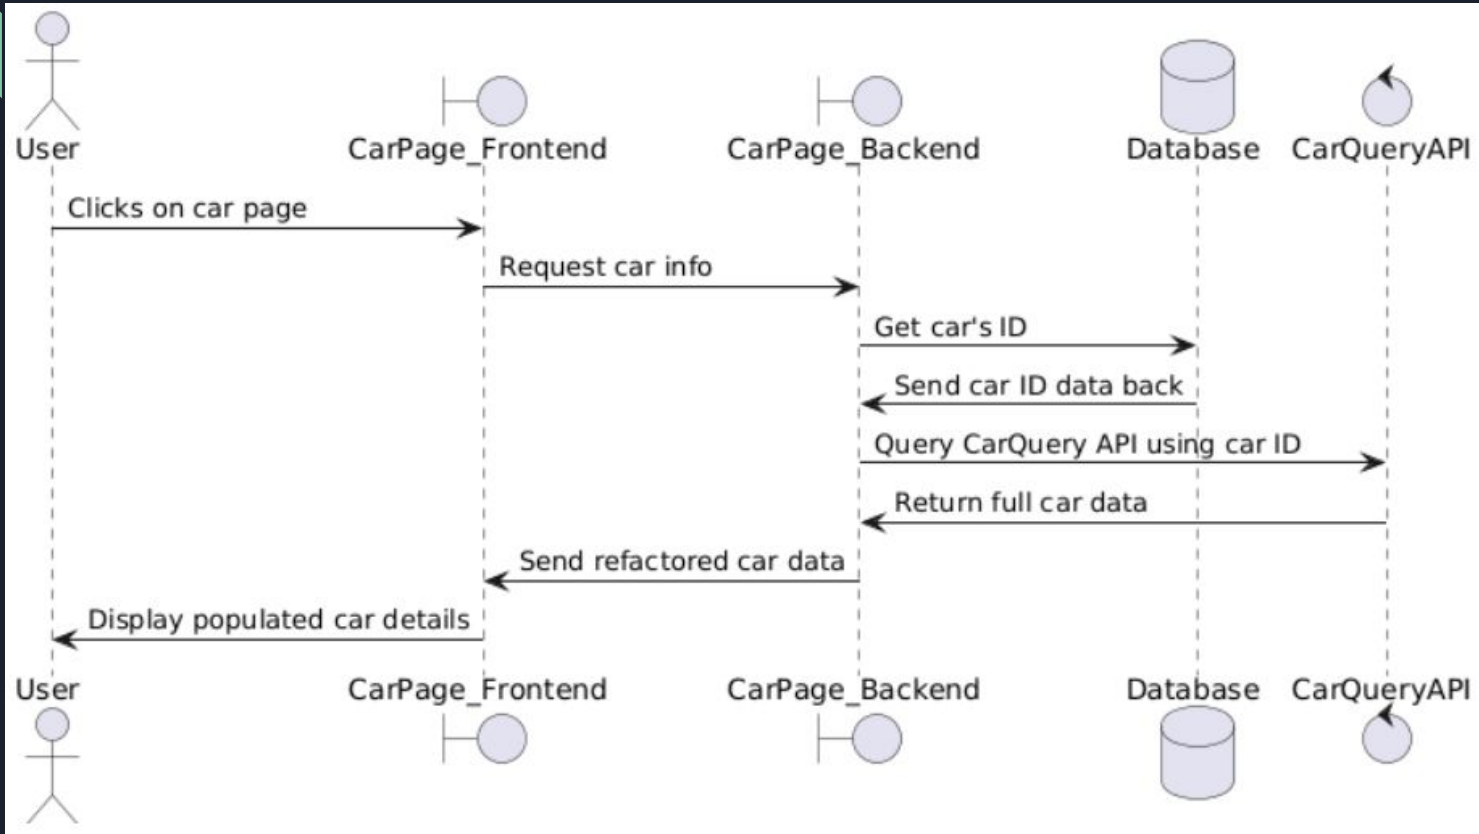 User
CarPage_Frontend
CarPage_Backend
Database
CarQueryAPI
Clicks on car page
Request car info
Get car's ID
Send car ID data back
Query CarQuery API using car ID
Return full car data
Send refactored car data
Display populated car details
User
CarPage_Frontend
CarPage_Backend
Database
CarQueryAPI